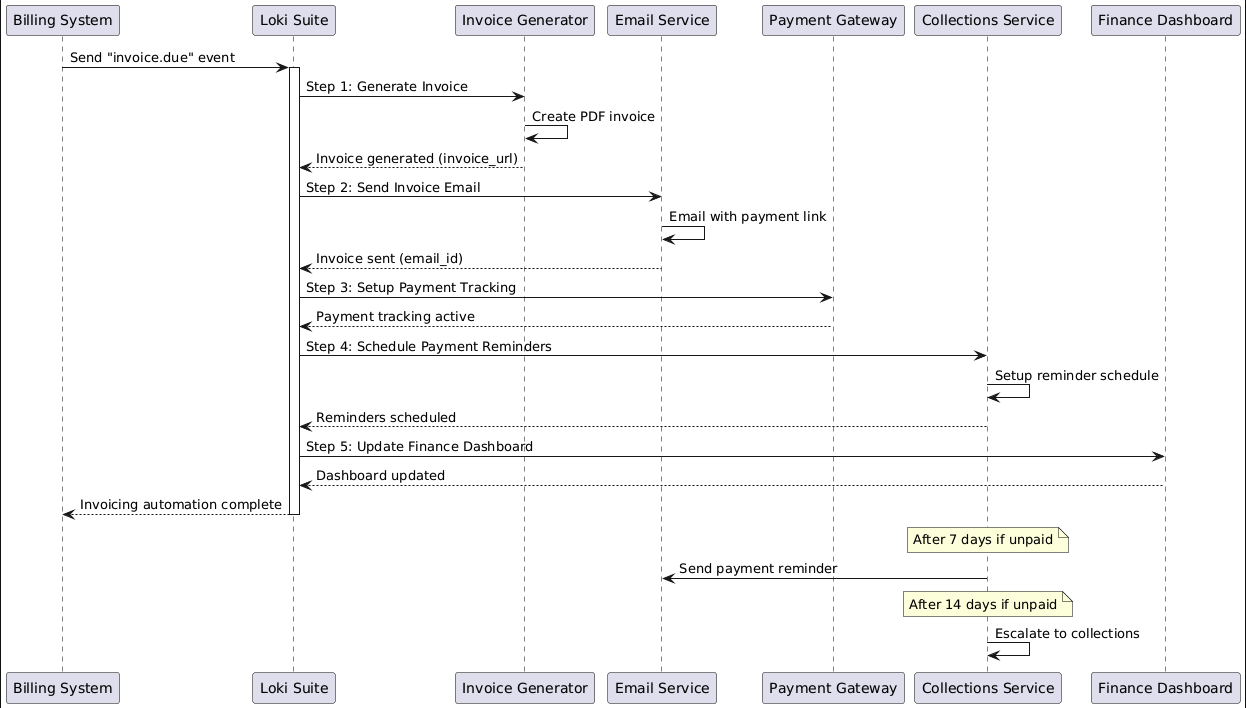 Billing System
Loki Suite
Invoice Generator
Email Service
Payment Gateway
Collections Service
Finance Dashboard
Send "invoice.due" event
Step 1: Generate Invoice
Create PDF invoice
Invoice generated (invoice_url)
Step 2: Send Invoice Email
Email with payment link
Invoice sent (email_id)
Step 3: Setup Payment Tracking
Payment tracking active
Step 4: Schedule Payment Reminders
Setup reminder schedule
Reminders scheduled
Step 5: Update Finance Dashboard
Dashboard updated
Invoicing automation complete
After 7 days if unpaid
Send payment reminder
After 14 days if unpaid
Escalate to collections
Billing System
Loki Suite
Invoice Generator
Email Service
Payment Gateway
Collections Service
Finance Dashboard